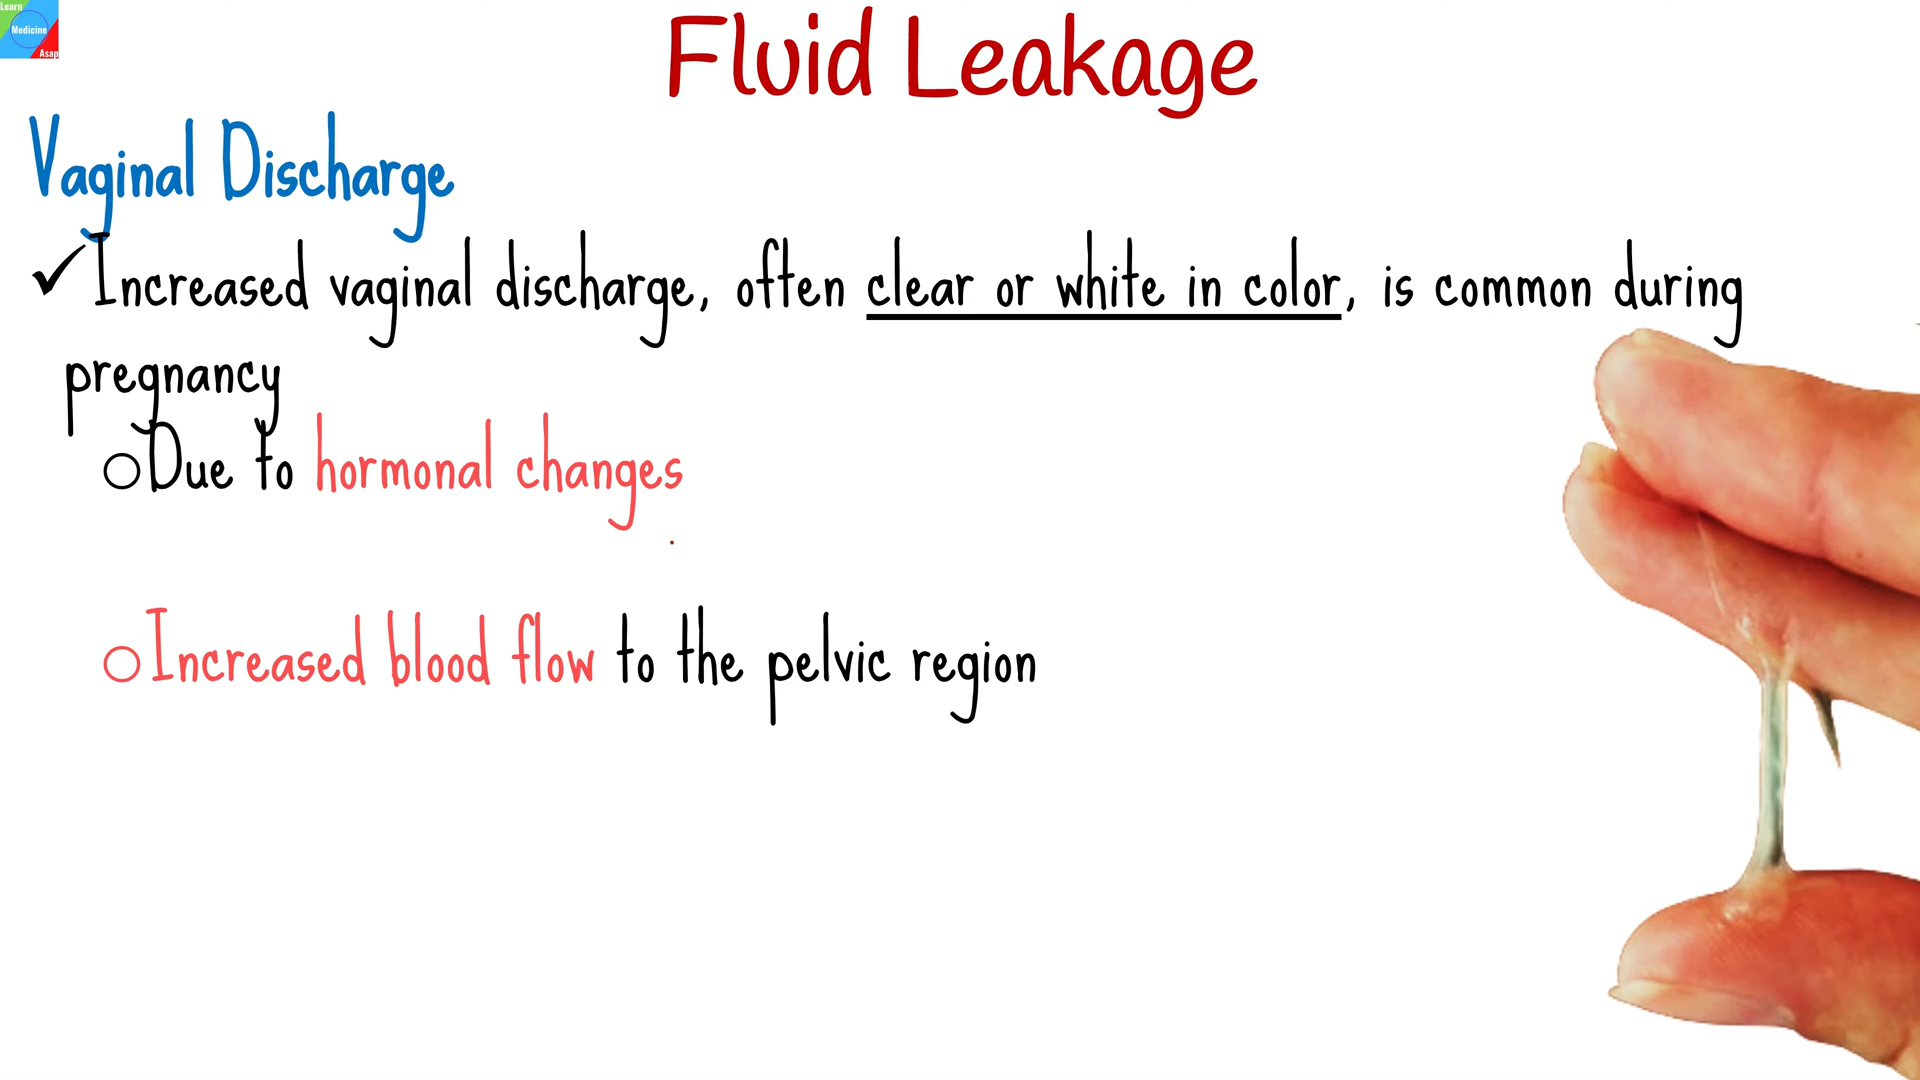 Learn
Medicine
Asap
Fluid Leakage
Vaginal Discharge
✓Increased vaginal discharge, often clear or white in color, is common during
pregnancy
○Due to hormonal changes
○Increased blood flow to the pelvic region